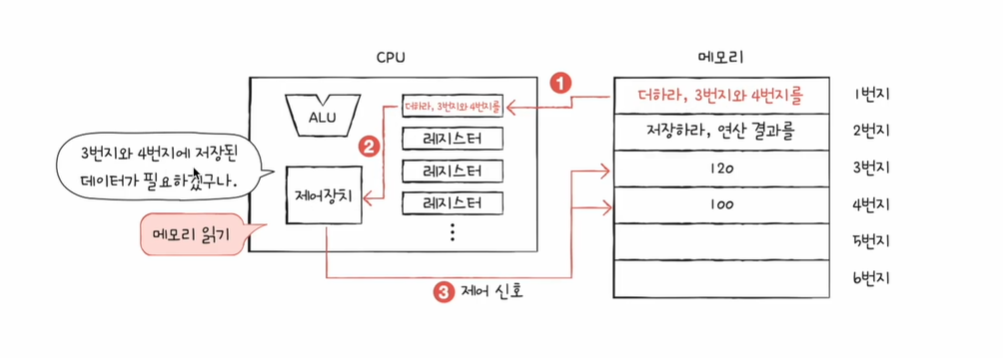 CPU
메모리
ALU
더하라, 3번지와 4번지를
레지스터
레지스터
레지스터
제어장치
3번지와 4번지에 저장된
데이터가 필요하겠구나.
메모리 읽기
1
2
3 제어 신호
더하라, 3번지와 4번지를
1번지
저장하라, 연산 결과를
2번지
120
3번지
100
4번지
5번지
6번지